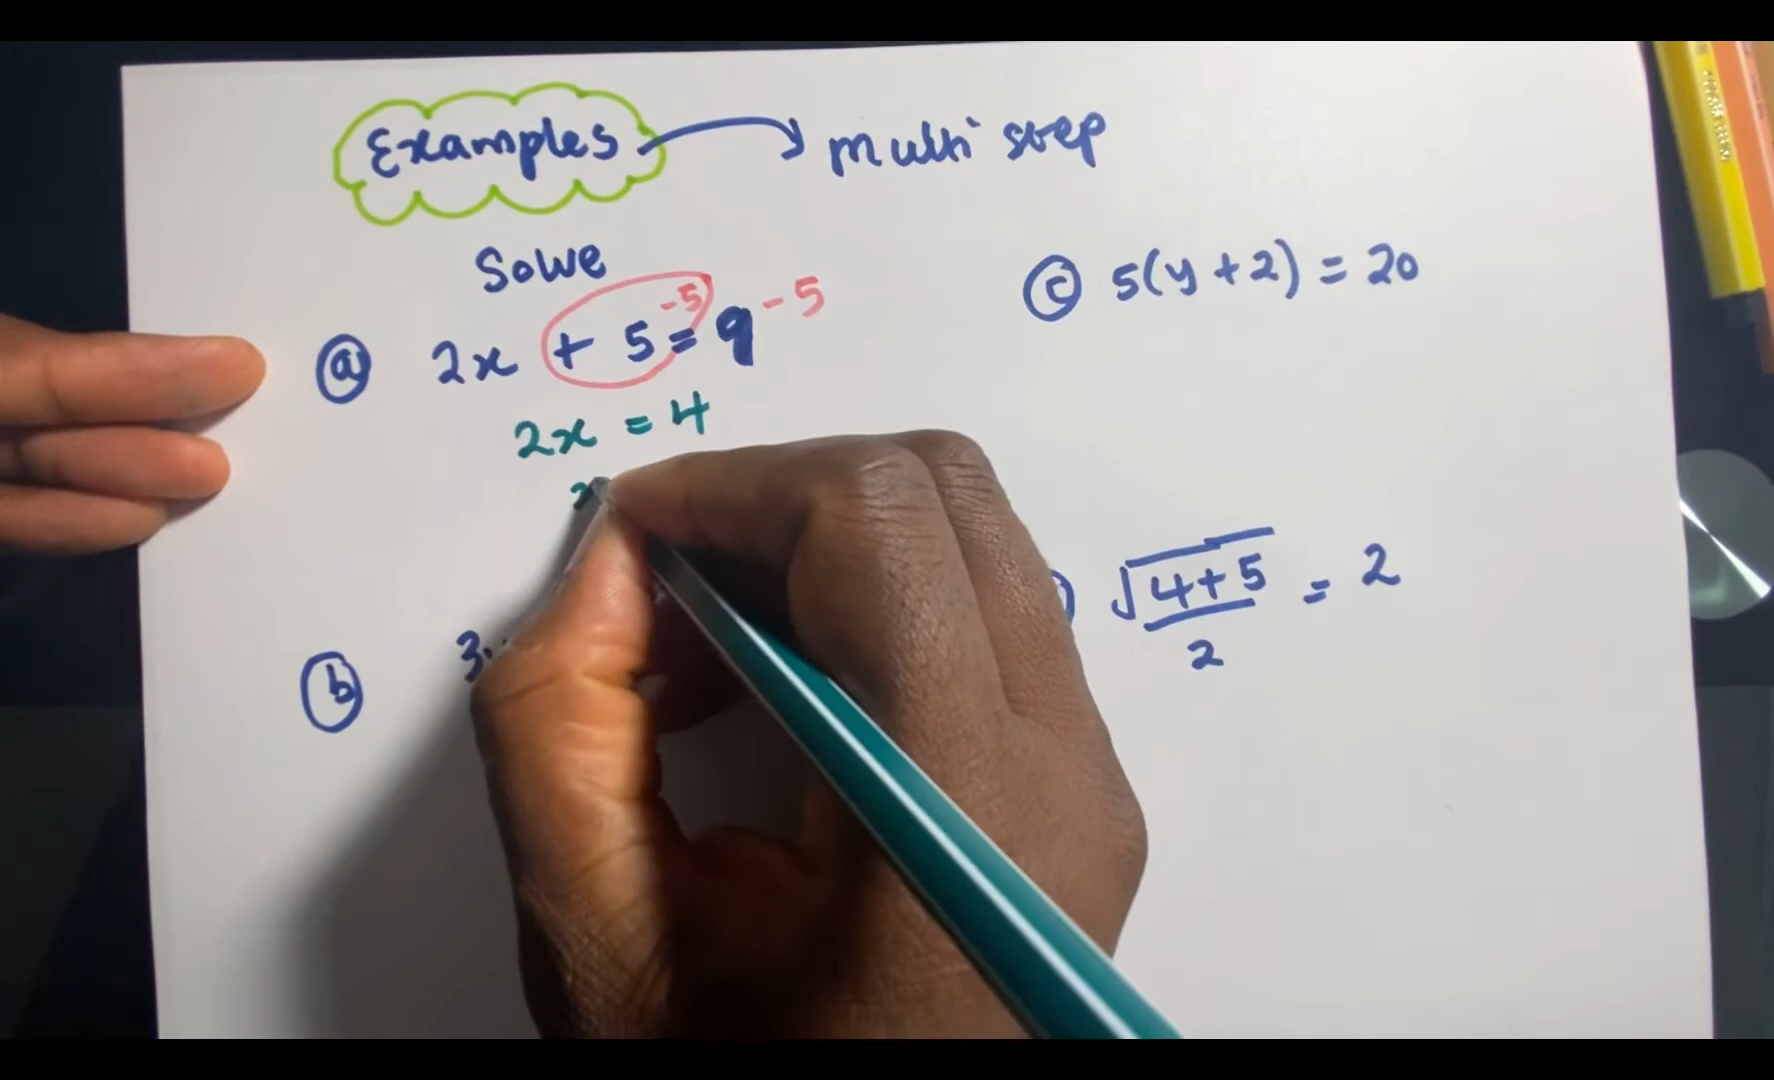 Examples → multi step
Solve
ⓐ 2x + 5 -5 = 9 - 5
2x = 4
ⓑ 3
ⓒ 5(y + 2) = 20
√4+5 / 2 = 2